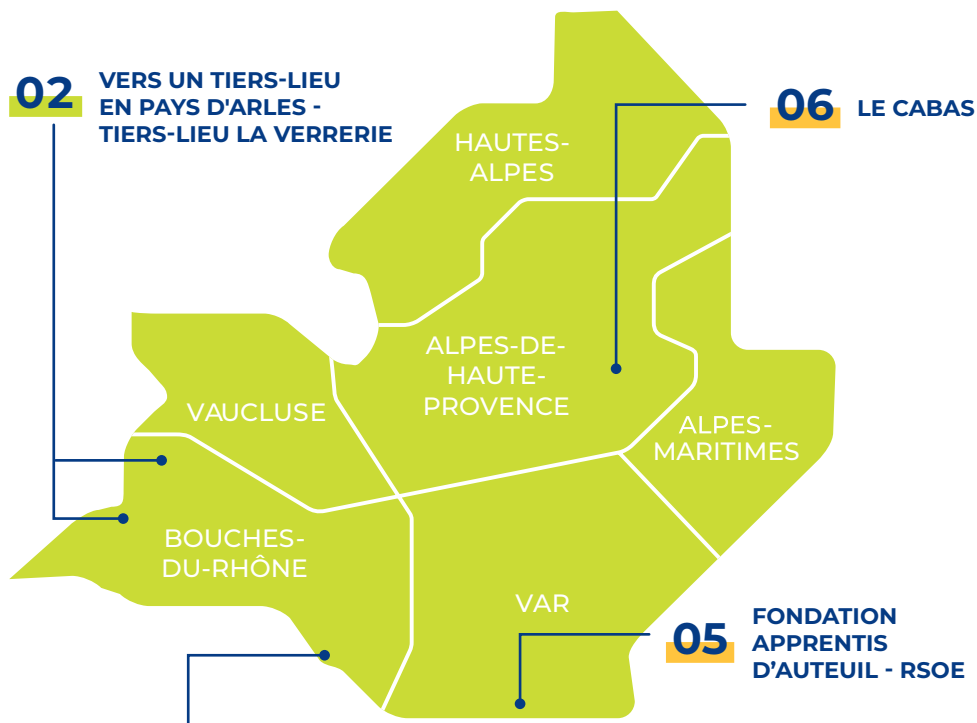 02
VERS UN TIERS-LIEU
EN PAYS D'ARLES -
TIERS-LIEU LA VERRERIE
06
LE CABAS
HAUTES-
ALPES
ALPES-DE-
HAUTE-
PROVENCE
VAUCLUSE
ALPES-
MARITIMES
BOUCHES-
DU-RHÔNE
VAR
05
FONDATION
APPRENTIS
D’AUTEUIL - RSOE